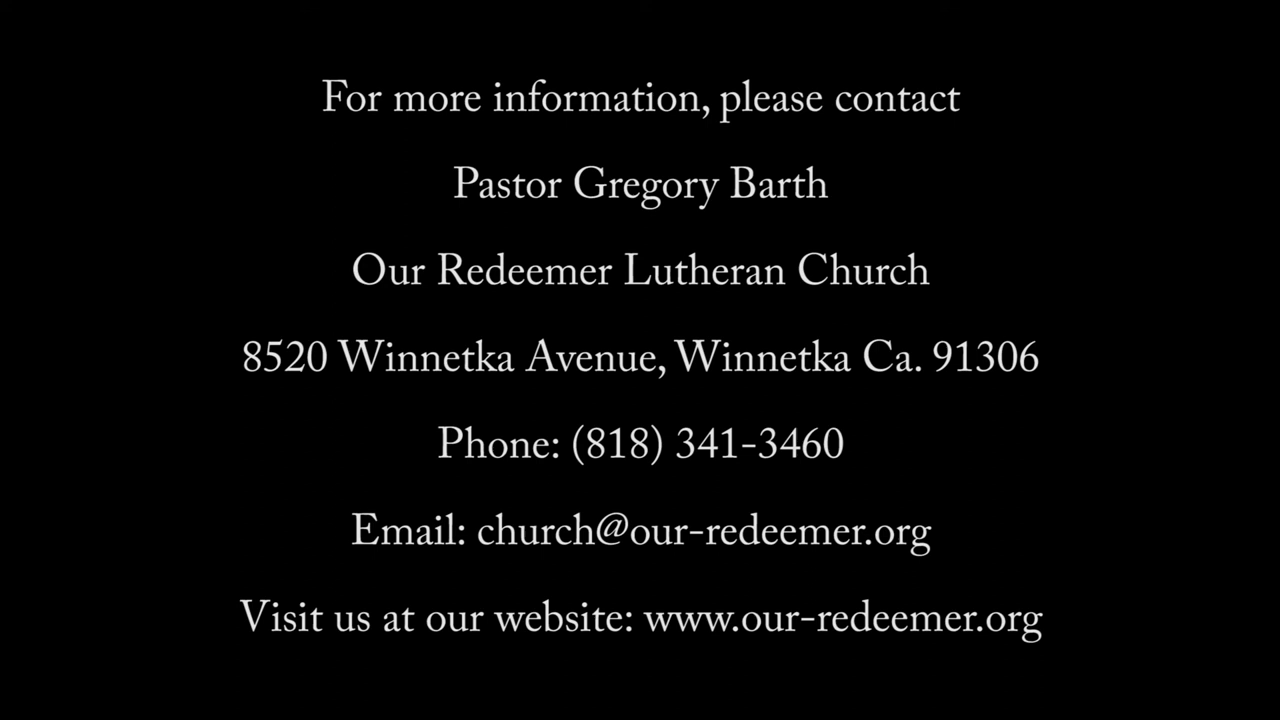 For more information, please contact
Pastor Gregory Barth
Our Redeemer Lutheran Church
8520 Winnetka Avenue, Winnetka Ca. 91306
Phone: (818) 341-3460
Email: church@our-redeemer.org
Visit us at our website: www.our-redeemer.org